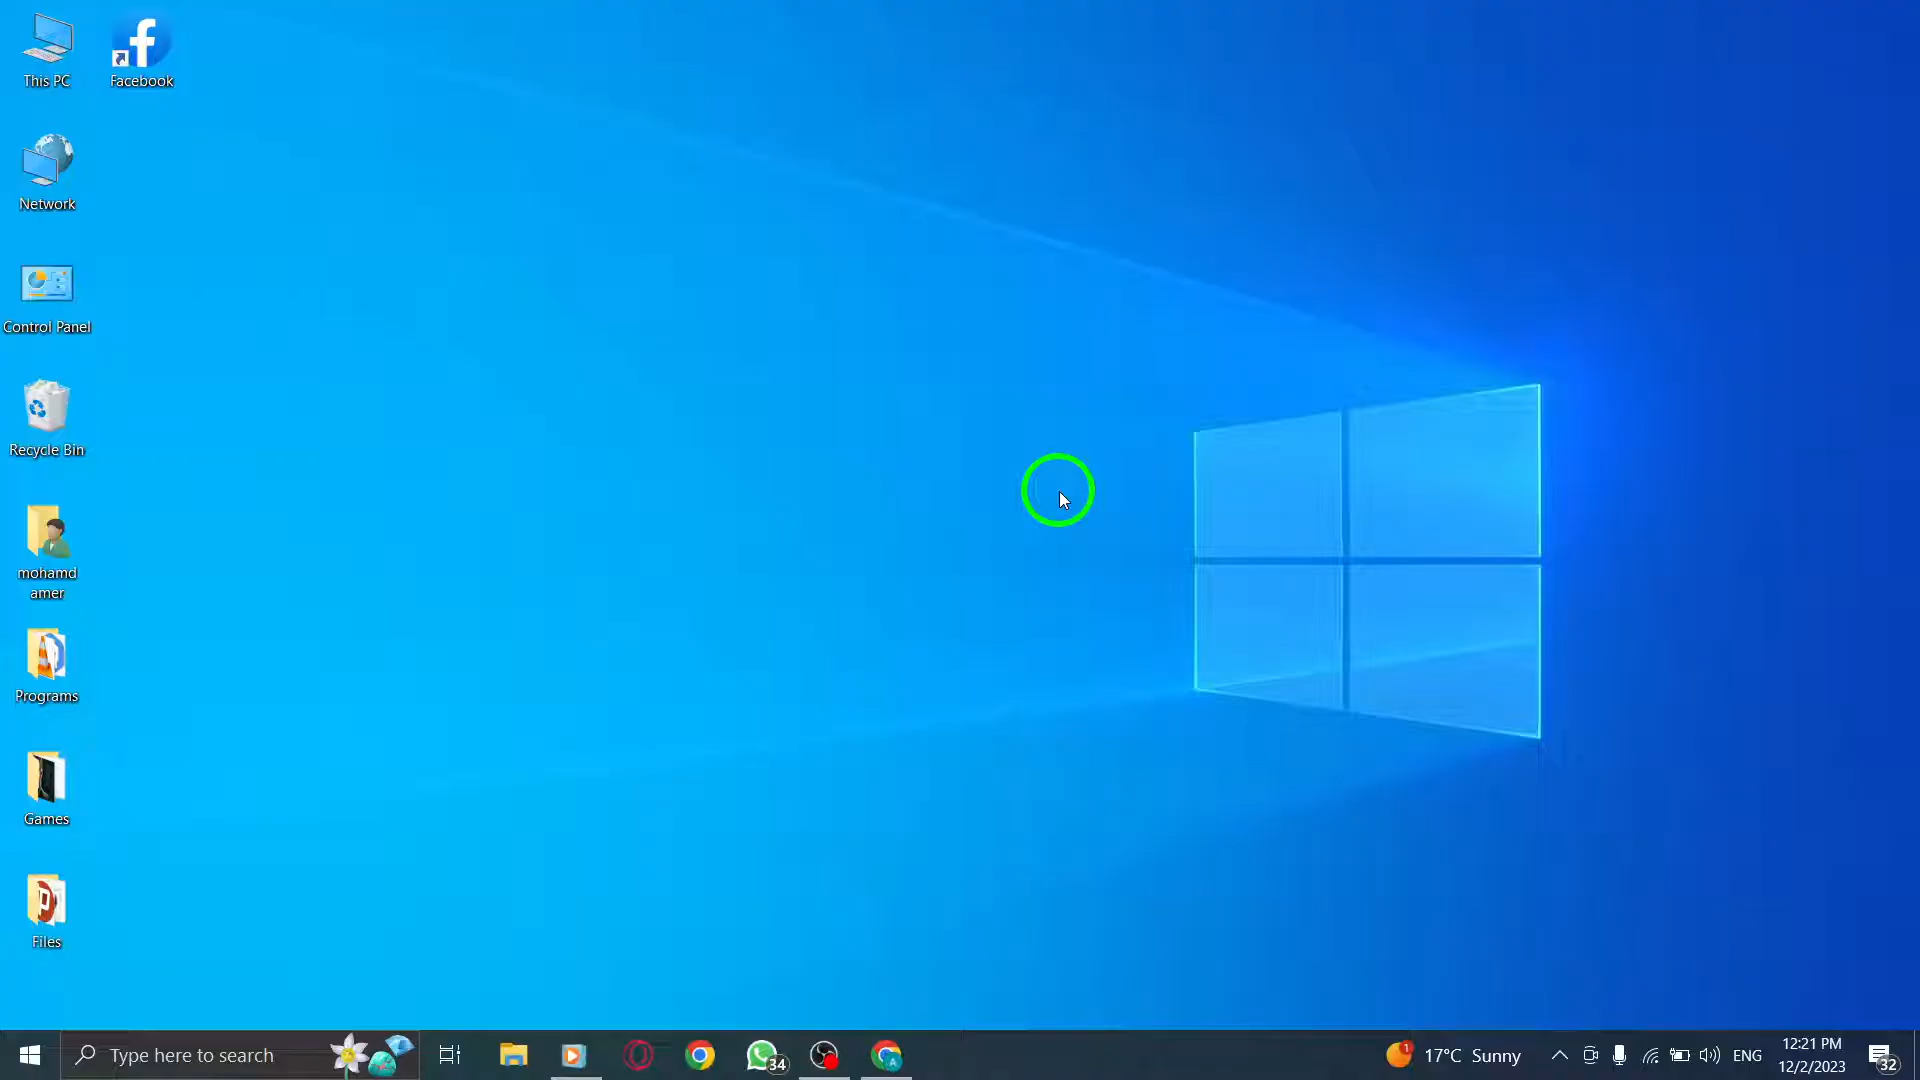 This PC
Facebook
Network
Control Panel
Recycle Bin
mohamd
amer
Programs
Games
Files
Type here to search
34
1
17°C Sunny
ENG
12:21 PM
12/2/2023
32